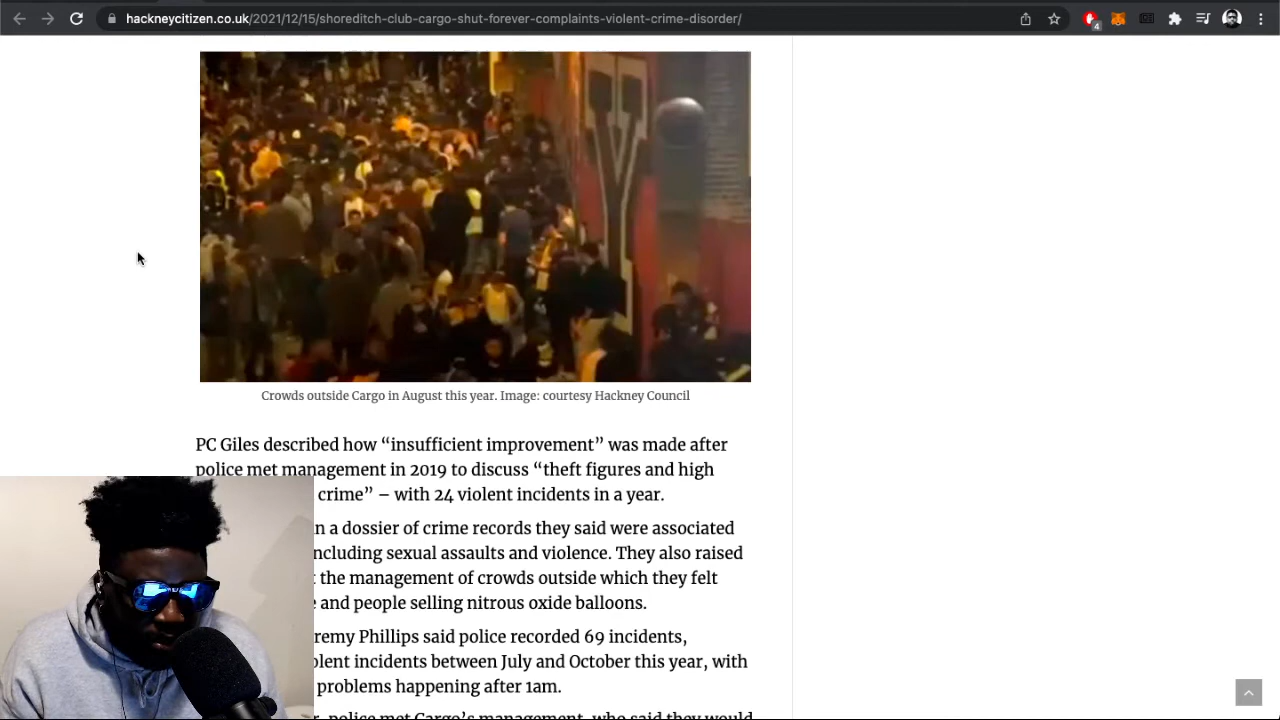 hackneycitizen.co.uk/2021/12/15/shoreditch-club-cargo-shut-forever-complaints-violent-crime-disorder/
4
Y
Crowds outside Cargo in August this year. Image: courtesy Hackney Council
PC Giles described how “insufficient improvement” was made after
police met management in 2019 to discuss “theft figures and high
crime” – with 24 violent incidents in a year.
in a dossier of crime records they said were associated
including sexual assaults and violence. They also raised
the management of crowds outside which they felt
and people selling nitrous oxide balloons.
Phillips said police recorded 69 incidents,
incidents between July and October this year, with
problems happening after 1am.
police met Cargo’s management, who said they would